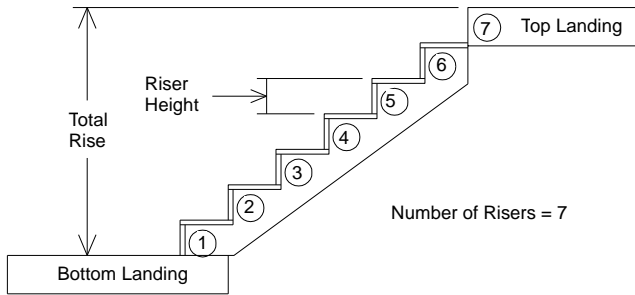 7
Top Landing
6
Riser
Height
5
Total
Rise
4
3
2
Number of Risers = 7
1
Bottom Landing